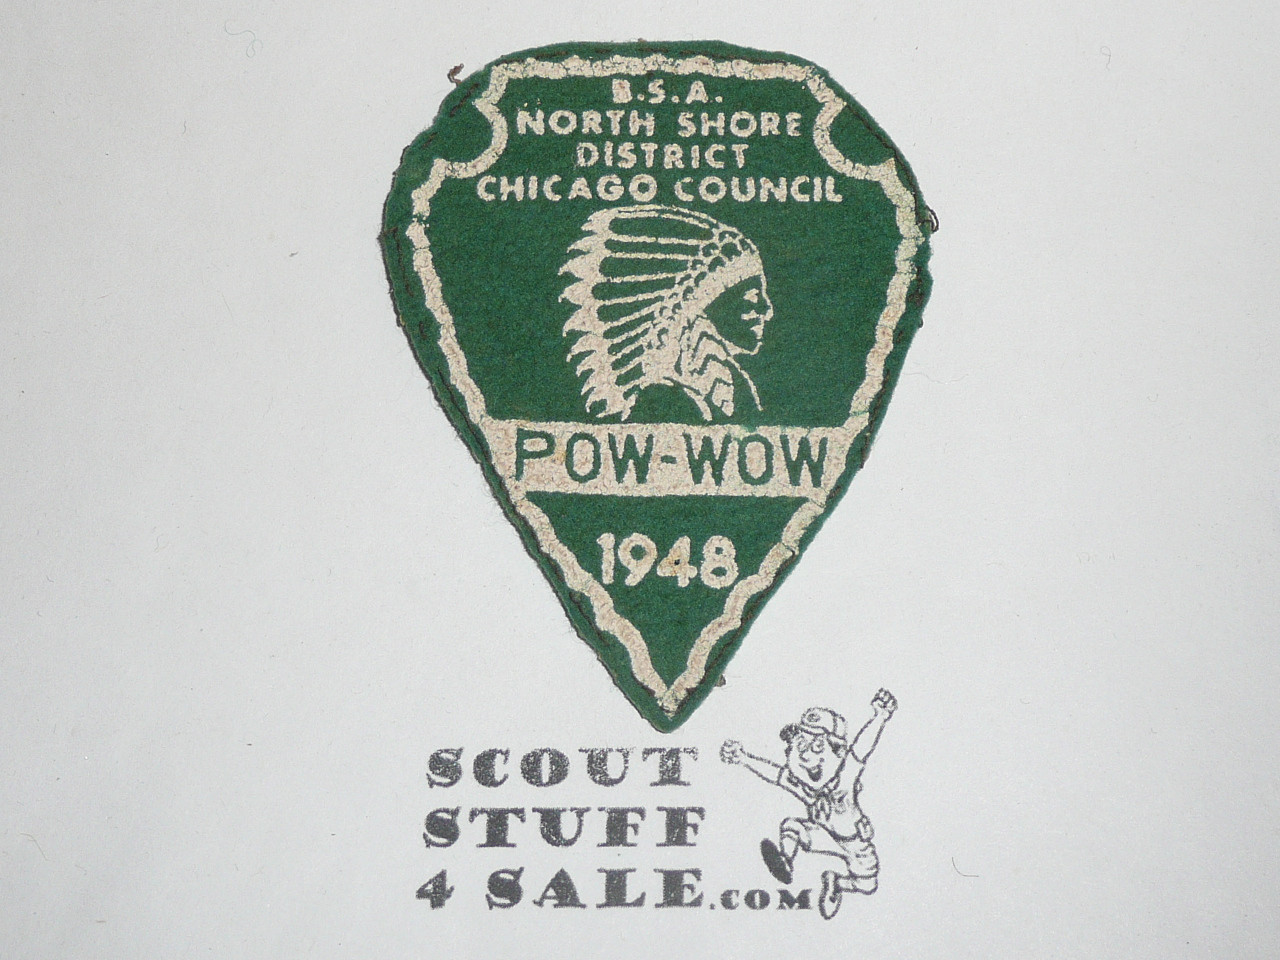 B.S.A.
NORTH SHORE
DISTRICT
CHICAGO COUNCIL
POW-WOW
1948
SCOUT
STUFF
4 SALE.COM